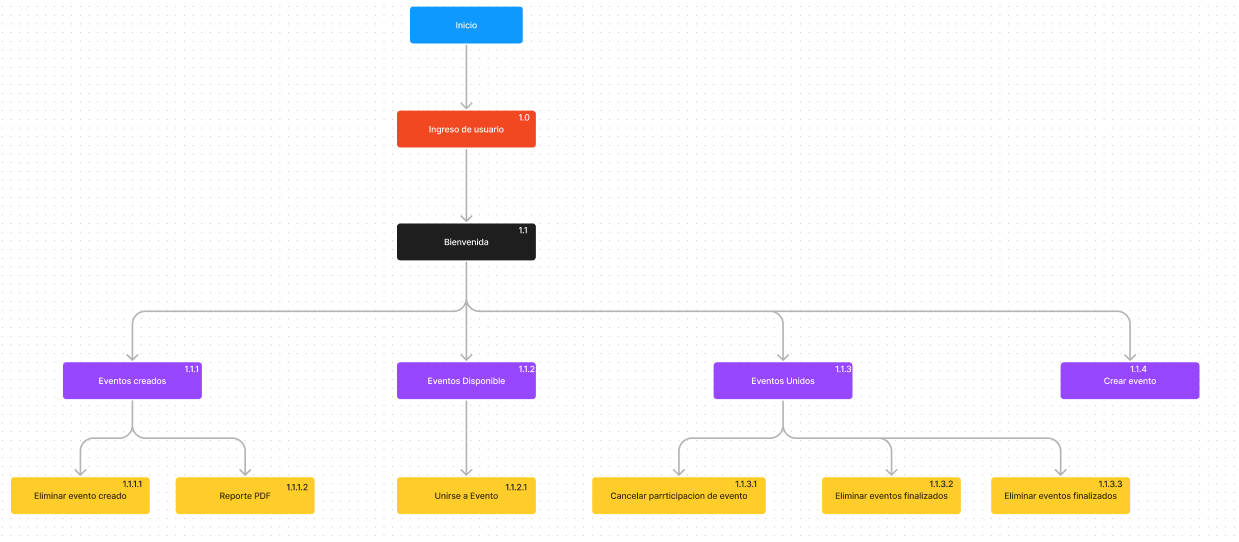 Inicio
1.0
Ingreso de usuario
1.1
Bienvenida
1.1.1
Eventos creados
1.1.2
Eventos Disponible
1.1.3
Eventos Unidos
1.1.4
Crear evento
1.1.1.1
Eliminar evento creado
1.1.1.2
Reporte PDF
1.1.2.1
Unirse a Evento
1.1.3.1
Cancelar parrticipacion de evento
1.1.3.2
Eliminar eventos finalizados
1.1.3.3
Eliminar eventos finalizados